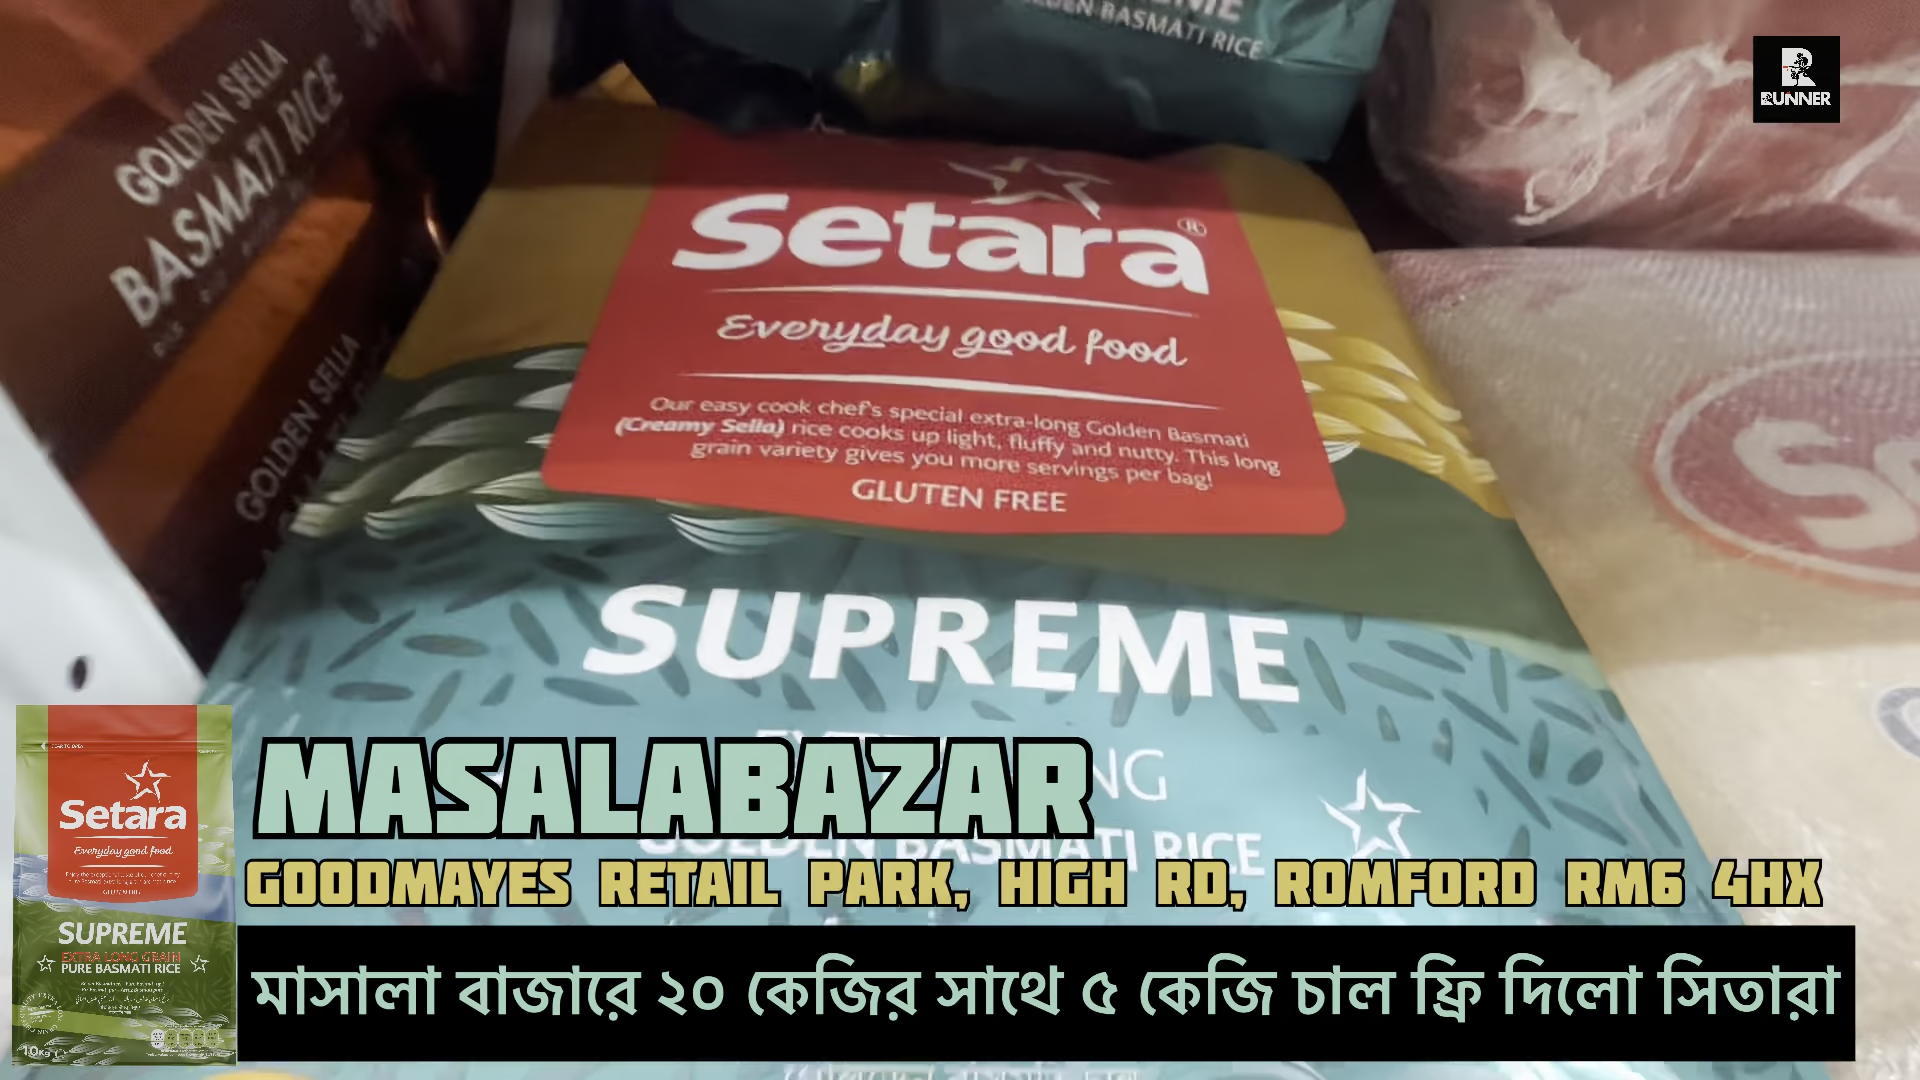 GOLDEN BASMATI RICE
RUNNER
GOLDEN SELLA
BASMATI RICE
GOLDEN SELLA
Setara®
Everyday good food
Our easy cook chef's special extra-long Golden Basmati
(Creamy Sella) rice cooks up light, fluffy and nutty. This long
grain variety gives you more servings per bag!
GLUTEN FREE
SUPREME
GOLDEN BASMATI RICE
MASALABAZAR
GOODMAYES RETAIL PARK, HIGH RD, ROMFORD RM6 4HX
মাসালা বাজারে ২০ কেজির সাথে ৫ কেজি চাল ফ্রি দিলো সিতারা
Setara
Everyday good food
SUPREME
EXTRA LONG GRAIN
PURE BASMATI RICE
10Kg